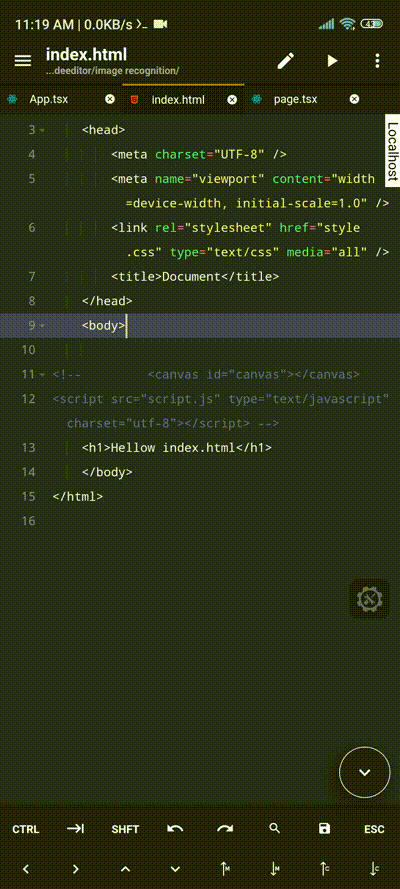 11:19 AM | 0.0KB/s >_
43
index.html
...deeditor/image recognition/
App.tsx
index.html
page.tsx
Localhost
3 <head>
4 <meta charset="UTF-8" />
5 <meta name="viewport" content="width
=device-width, initial-scale=1.0" />
6 <link rel="stylesheet" href="style
.css" type="text/css" media="all" />
7 <title>Document</title>
8 </head>
9 <body>
10
11 <!-- <canvas id="canvas"></canvas>
12 <script src="script.js" type="text/javascript"
charset="utf-8"></script> -->
13 <h1>Hellow index.html</h1>
14 </body>
15 </html>
16
CTRL
SHFT
ESC
M
M
C
C